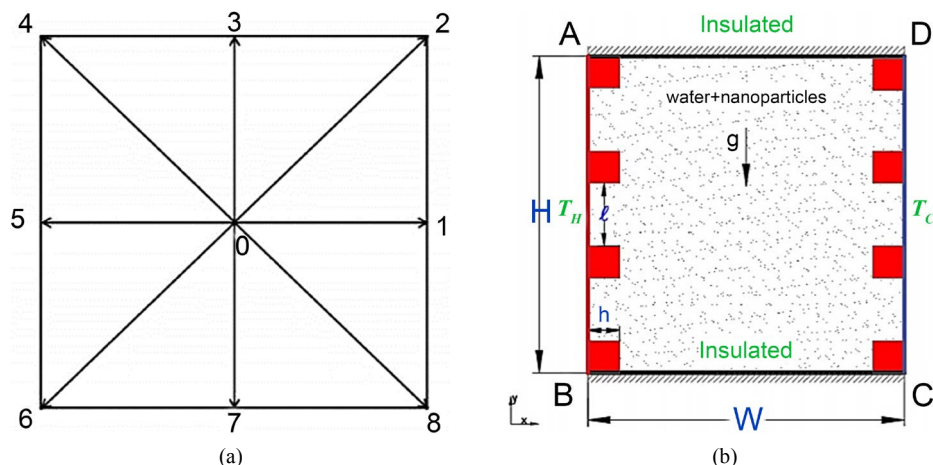 4 3 2
5 0 1
6 7 8
(a)
A Insulated D
water+nanoparticles
g
H T_H ℓ T_C
h
Insulated
B C
y
x
W
(b)